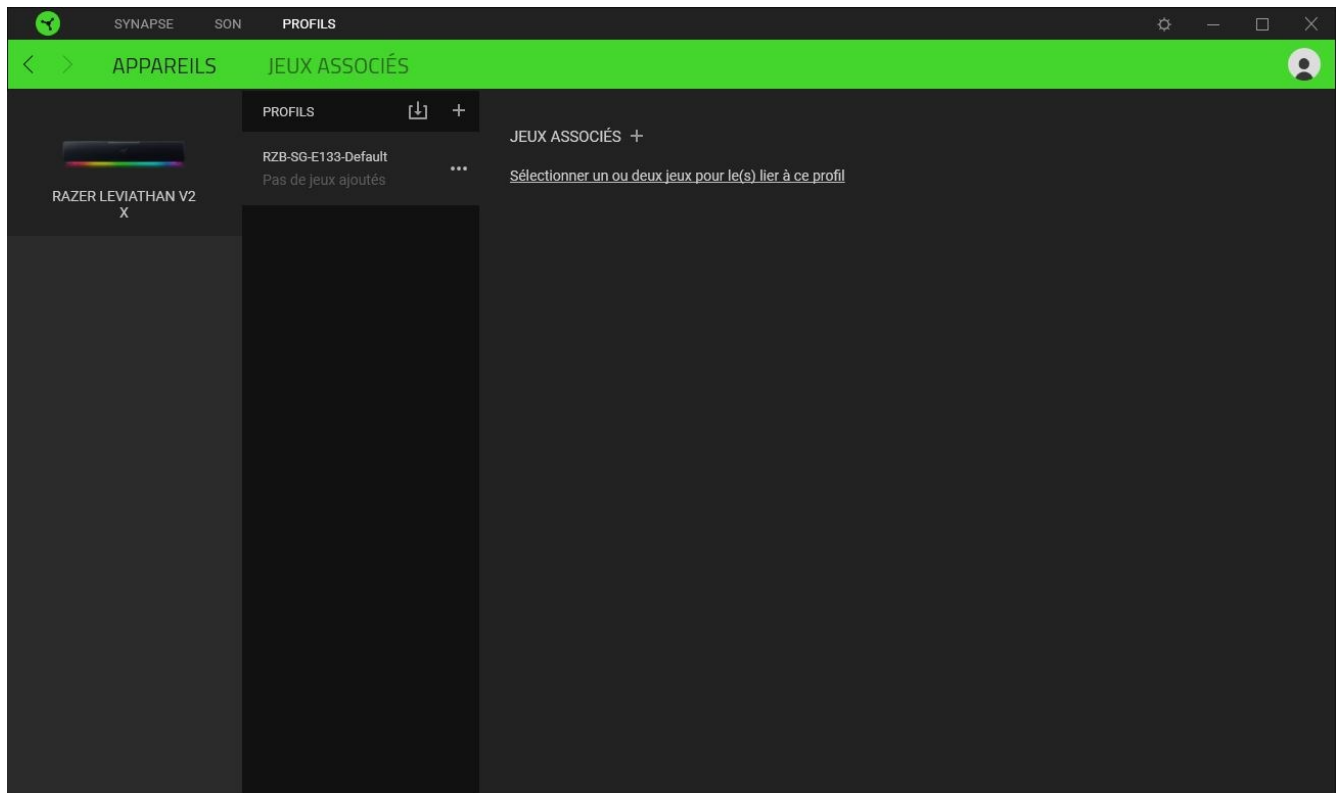 SYNAPSE SON PROFILS
APPAREILS JEUX ASSOCIÉS
PROFILS
RZB-SG-E133-Default
Pas de jeux ajoutés
RAZER LEVIATHAN V2
X
JEUX ASSOCIÉS +
Sélectionner un ou deux jeux pour le(s) lier à ce profil